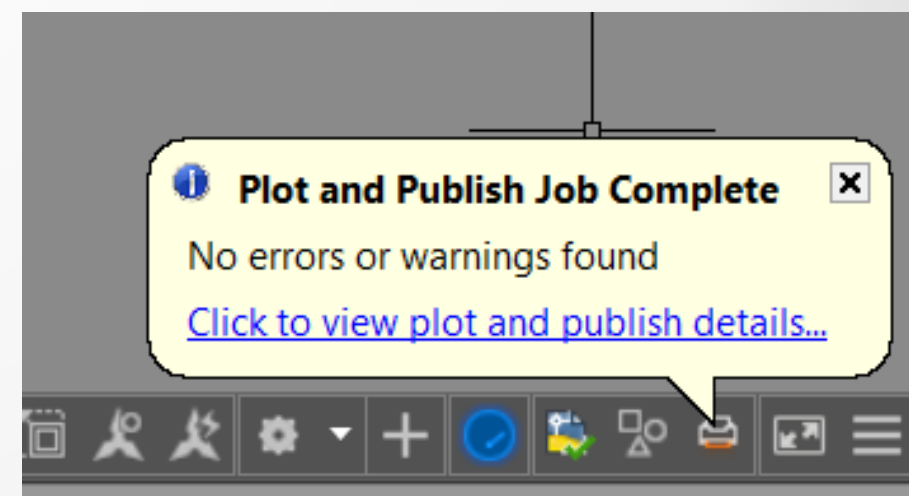 Plot and Publish Job Complete
No errors or warnings found
Click to view plot and publish details...